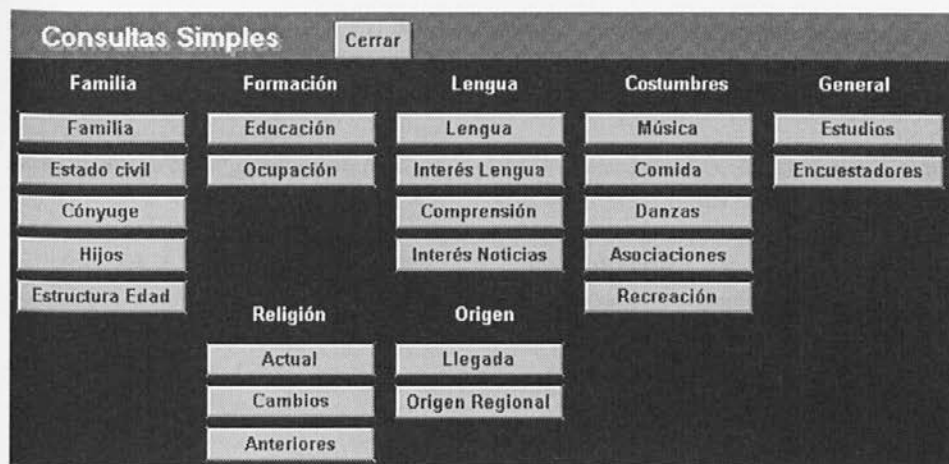 Consultas Simples Cerrar
Familia Formación Lengua Costumbres General
Familia Educación Lengua Música Estudios
Estado civil Ocupación Interés Lengua Comida Encuestadores
Cónyuge Comprensión Danzas
Hijos Interés Noticias Asociaciones
Estructura Edad Recreación
Religión Origen
Actual Llegada
Cambios Origen Regional
Anteriores